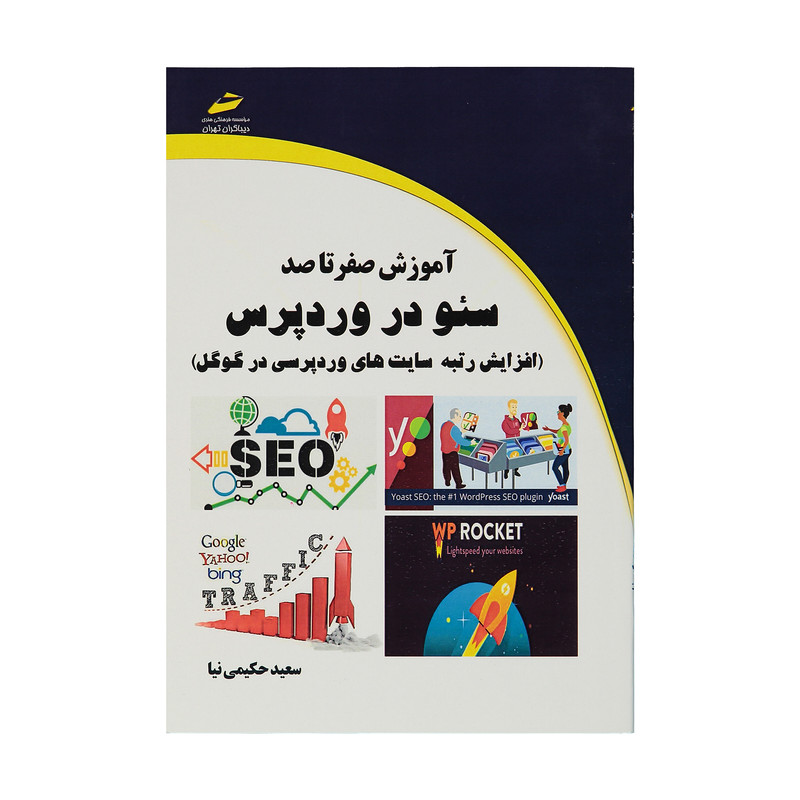 مؤسسه فرهنگی هنری
دیباگران تهران
آموزش صفر تا صد
سئو در وردپرس
(افزایش رتبه سایت های وردپرسی در گوگل)
SEO
y
Yoast SEO: the #1 WordPress SEO plugin yoast
Google
YAHOO!
bing
TRAFFIC
WP ROCKET
Lightspeed your websites
سعید حکیمی نیا